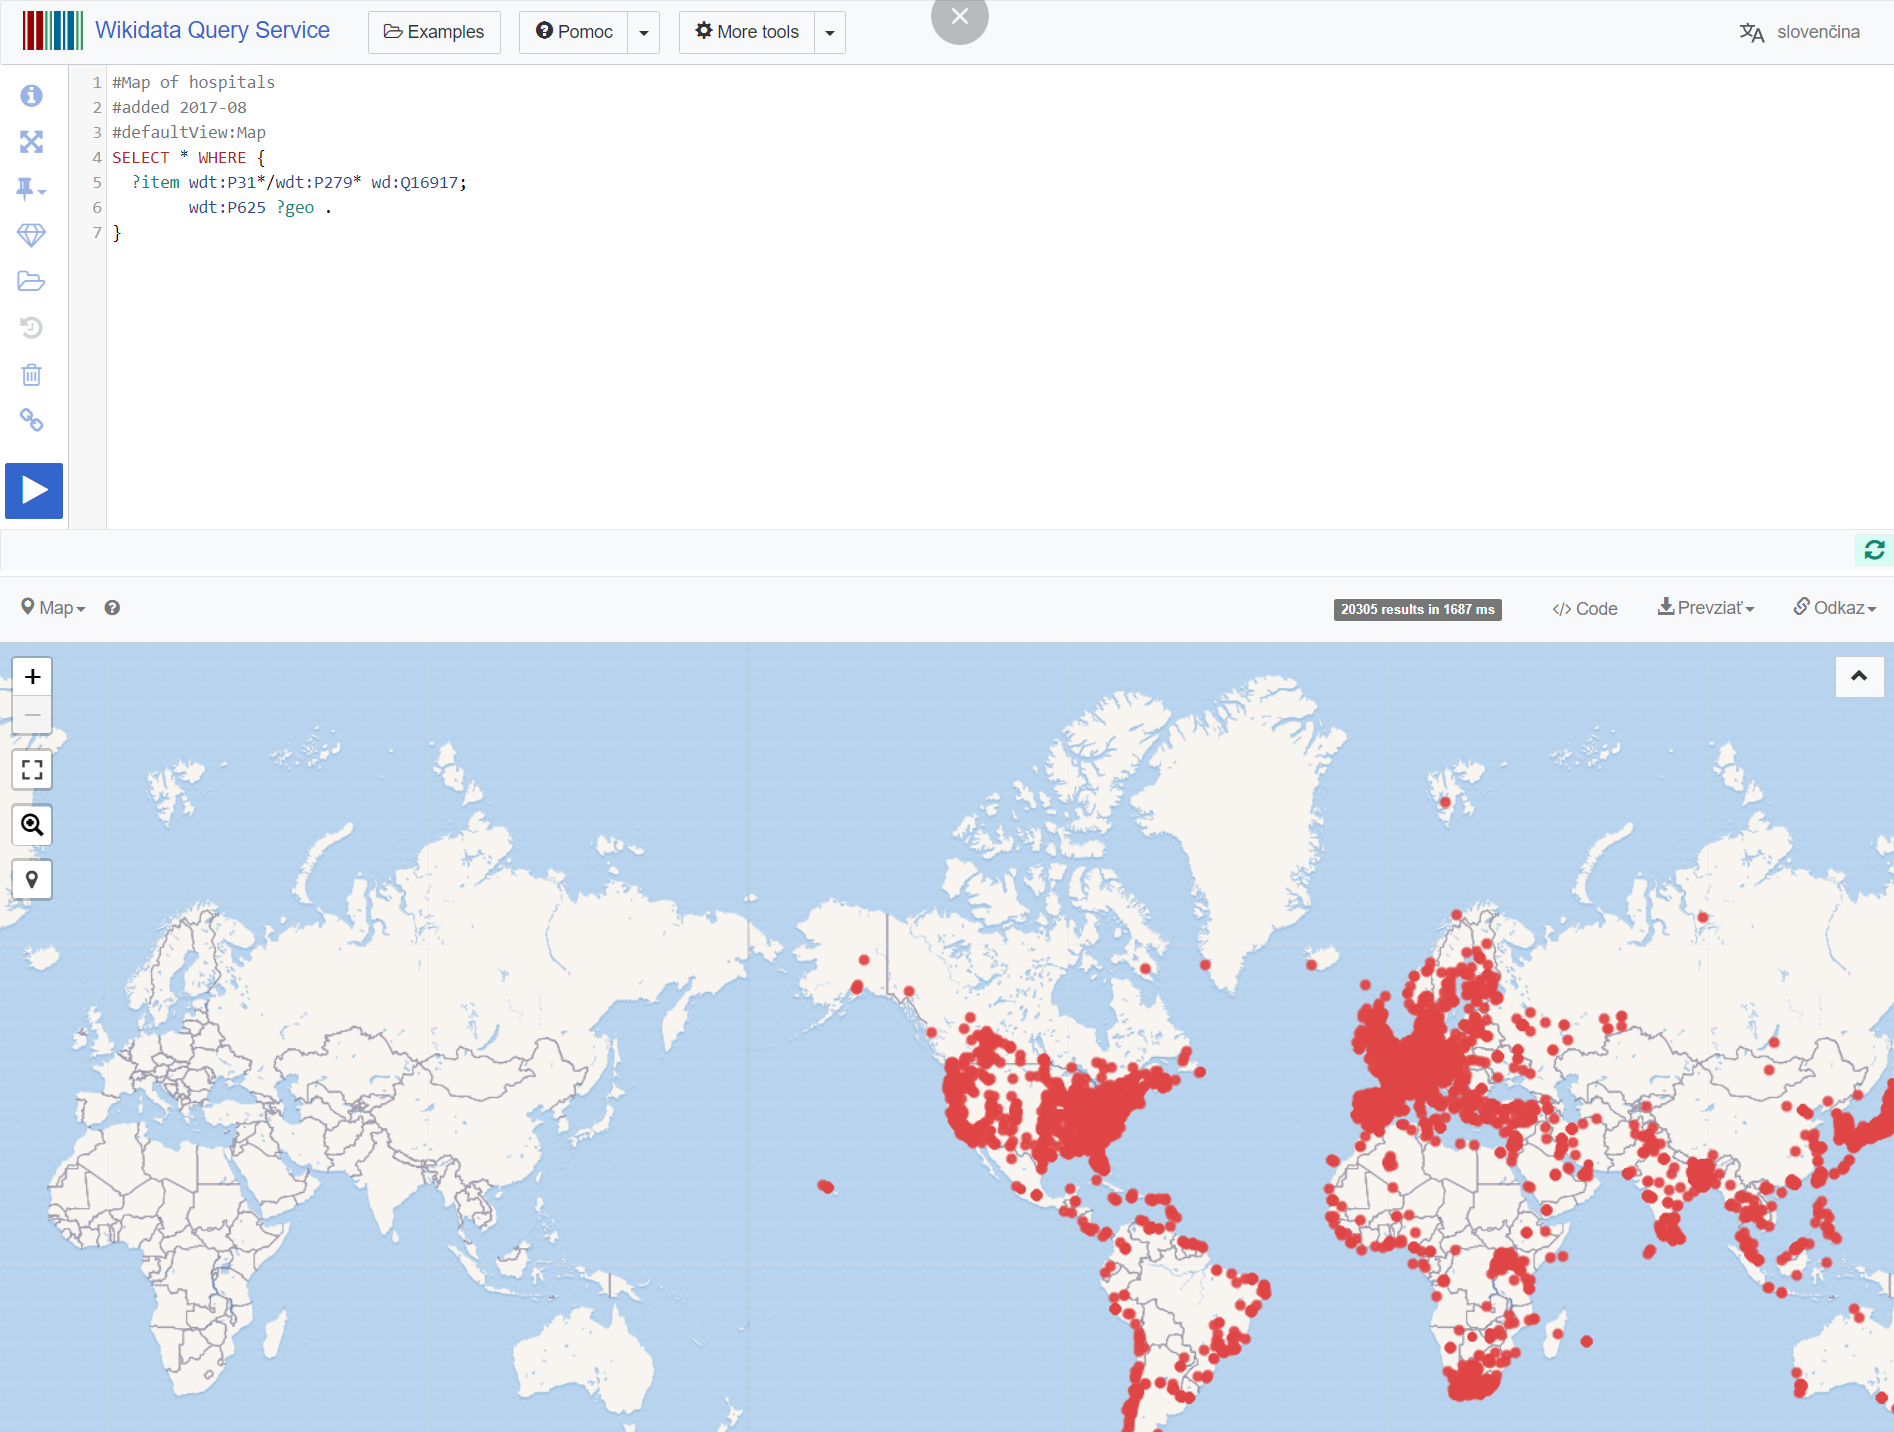 Wikidata Query Service
Examples
Pomoc
More tools
slovenčina
1 #Map of hospitals
2 #added 2017-08
3 #defaultView:Map
4 SELECT * WHERE {
5 ?item wdt:P31*/wdt:P279* wd:Q16917;
6 wdt:P625 ?geo .
7 }
Map
20305 results in 1687 ms
</> Code
Prevziať
Odkaz